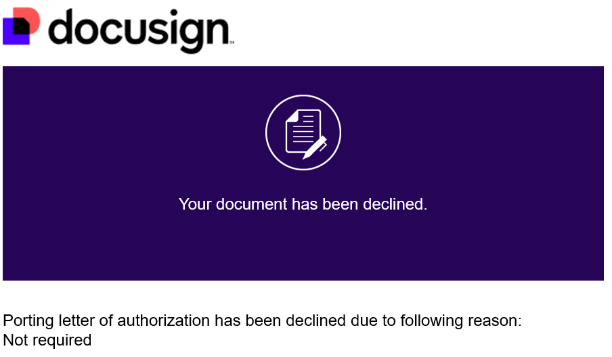 docusign
Your document has been declined.
Porting letter of authorization has been declined due to following reason:
Not required